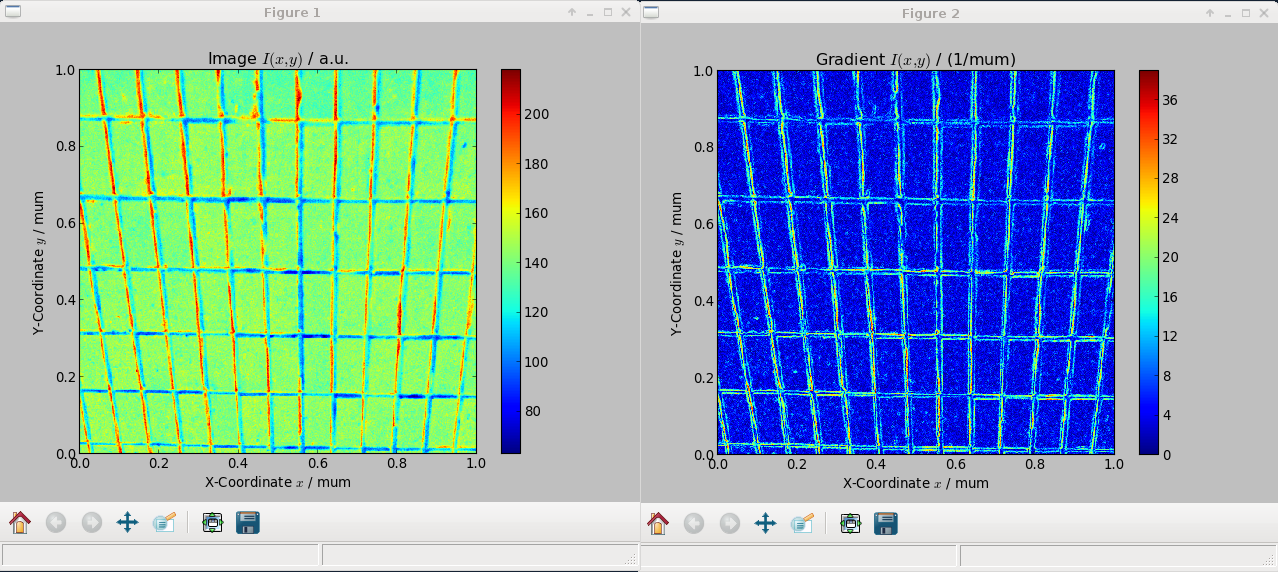 Figure 1
Image I(x,y) / a.u.
1.0
0.8
0.6
0.4
0.2
0.0
Y-Coordinate y / mum
0.0 0.2 0.4 0.6 0.8 1.0
X-Coordinate x / mum
200
180
160
140
120
100
80
Figure 2
Gradient I(x,y) / (1/mum)
1.0
0.8
0.6
0.4
0.2
0.0
Y-Coordinate y / mum
0.0 0.2 0.4 0.6 0.8 1.0
X-Coordinate x / mum
36
32
28
24
20
16
12
8
4
0